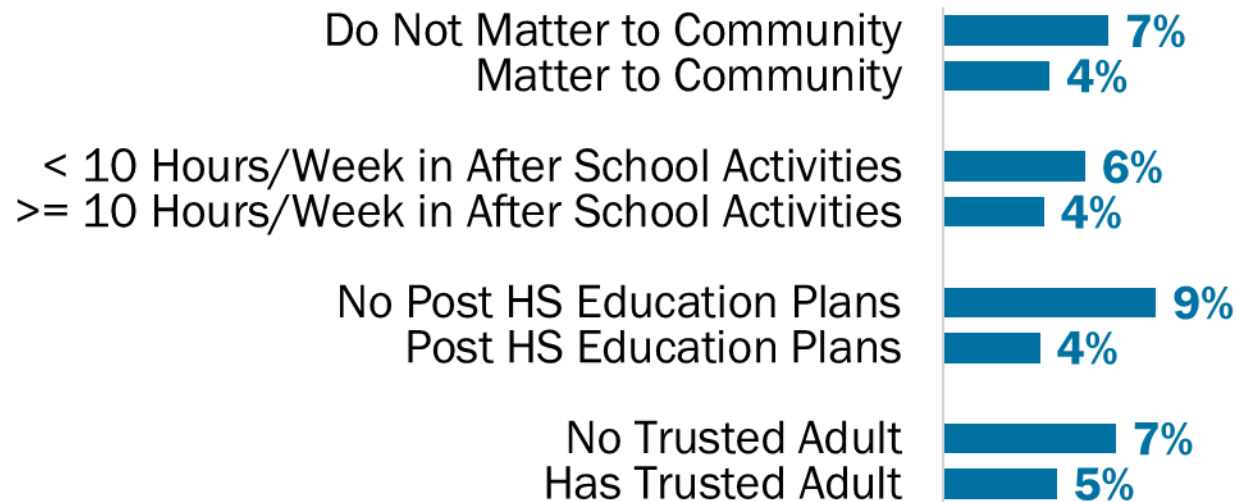 Do Not Matter to Community 7%
Matter to Community 4%
< 10 Hours/Week in After School Activities 6%
>= 10 Hours/Week in After School Activities 4%
No Post HS Education Plans 9%
Post HS Education Plans 4%
No Trusted Adult 7%
Has Trusted Adult 5%